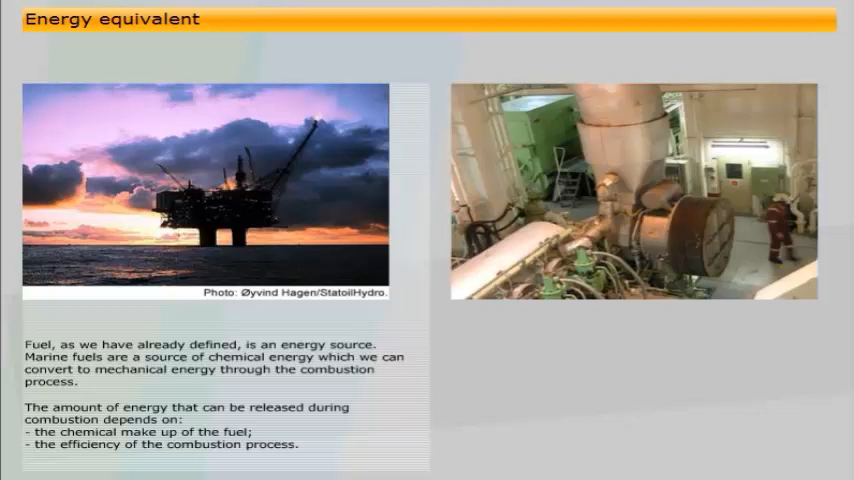 Energy equivalent
Photo: Øyvind Hagen/StatoilHydro.
Fuel, as we have already defined, is an energy source.
Marine fuels are a source of chemical energy which we can
convert to mechanical energy through the combustion
process.
The amount of energy that can be released during
combustion depends on:
- the chemical make up of the fuel;
- the efficiency of the combustion process.